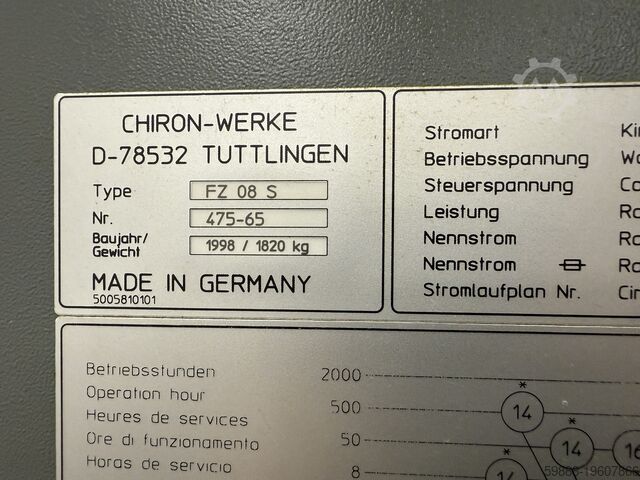 CHIRON-WERKE
D-78532 TUTTLINGEN
Type FZ 08 S
Nr. 475-65
Baujahr/
Gewicht 1998 / 1820 kg
MADE IN GERMANY
5005810101
Stromart
Betriebsspannung
Steuerspannung
Leistung
Nennstrom
Nennstrom
Stromlaufplan Nr.
Betriebsstunden
Operation hour
Heures de services
Ore di funzionamento
Horas de servicio
2000
* 
500 14
*
50 14 16
*
8 14